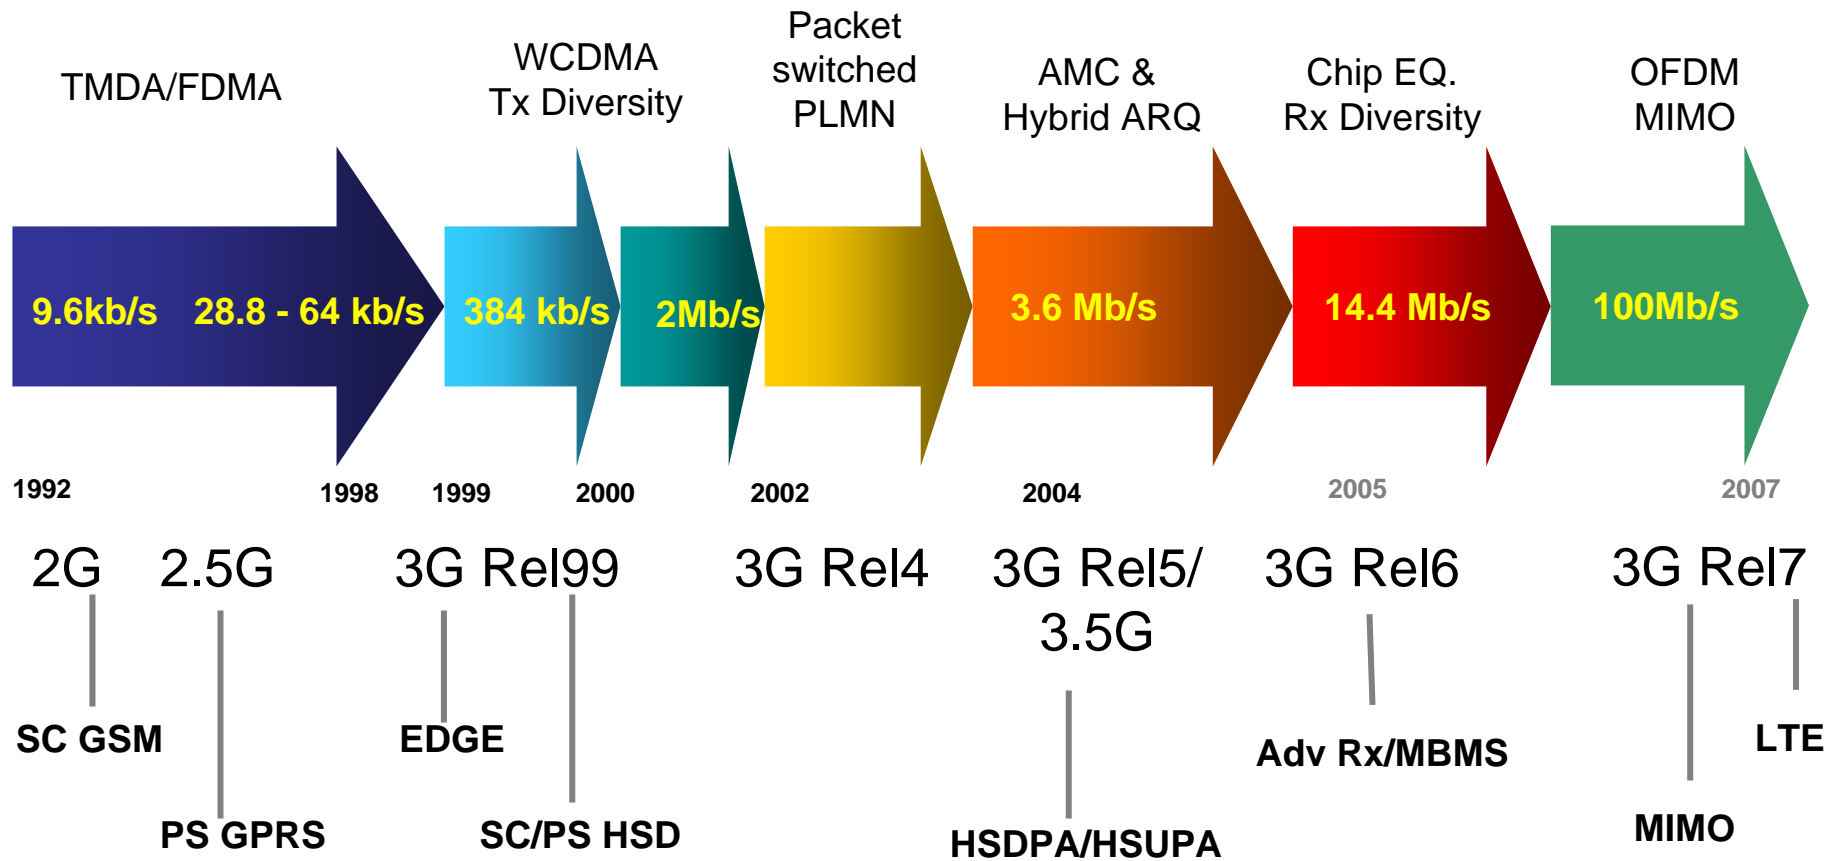 TMDA/FDMA
WCDMA
Tx Diversity
Packet
switched
PLMN
AMC &
Hybrid ARQ
Chip EQ.
Rx Diversity
OFDM
MIMO
9.6kb/s
28.8 - 64 kb/s
384 kb/s
2Mb/s
3.6 Mb/s
14.4 Mb/s
100Mb/s
1992
1998
1999
2000
2002
2004
2005
2007
2G
2.5G
3G Rel99
3G Rel4
3G Rel5/
3.5G
3G Rel6
3G Rel7
SC GSM
PS GPRS
EDGE
SC/PS HSD
HSDPA/HSUPA
Adv Rx/MBMS
MIMO
LTE